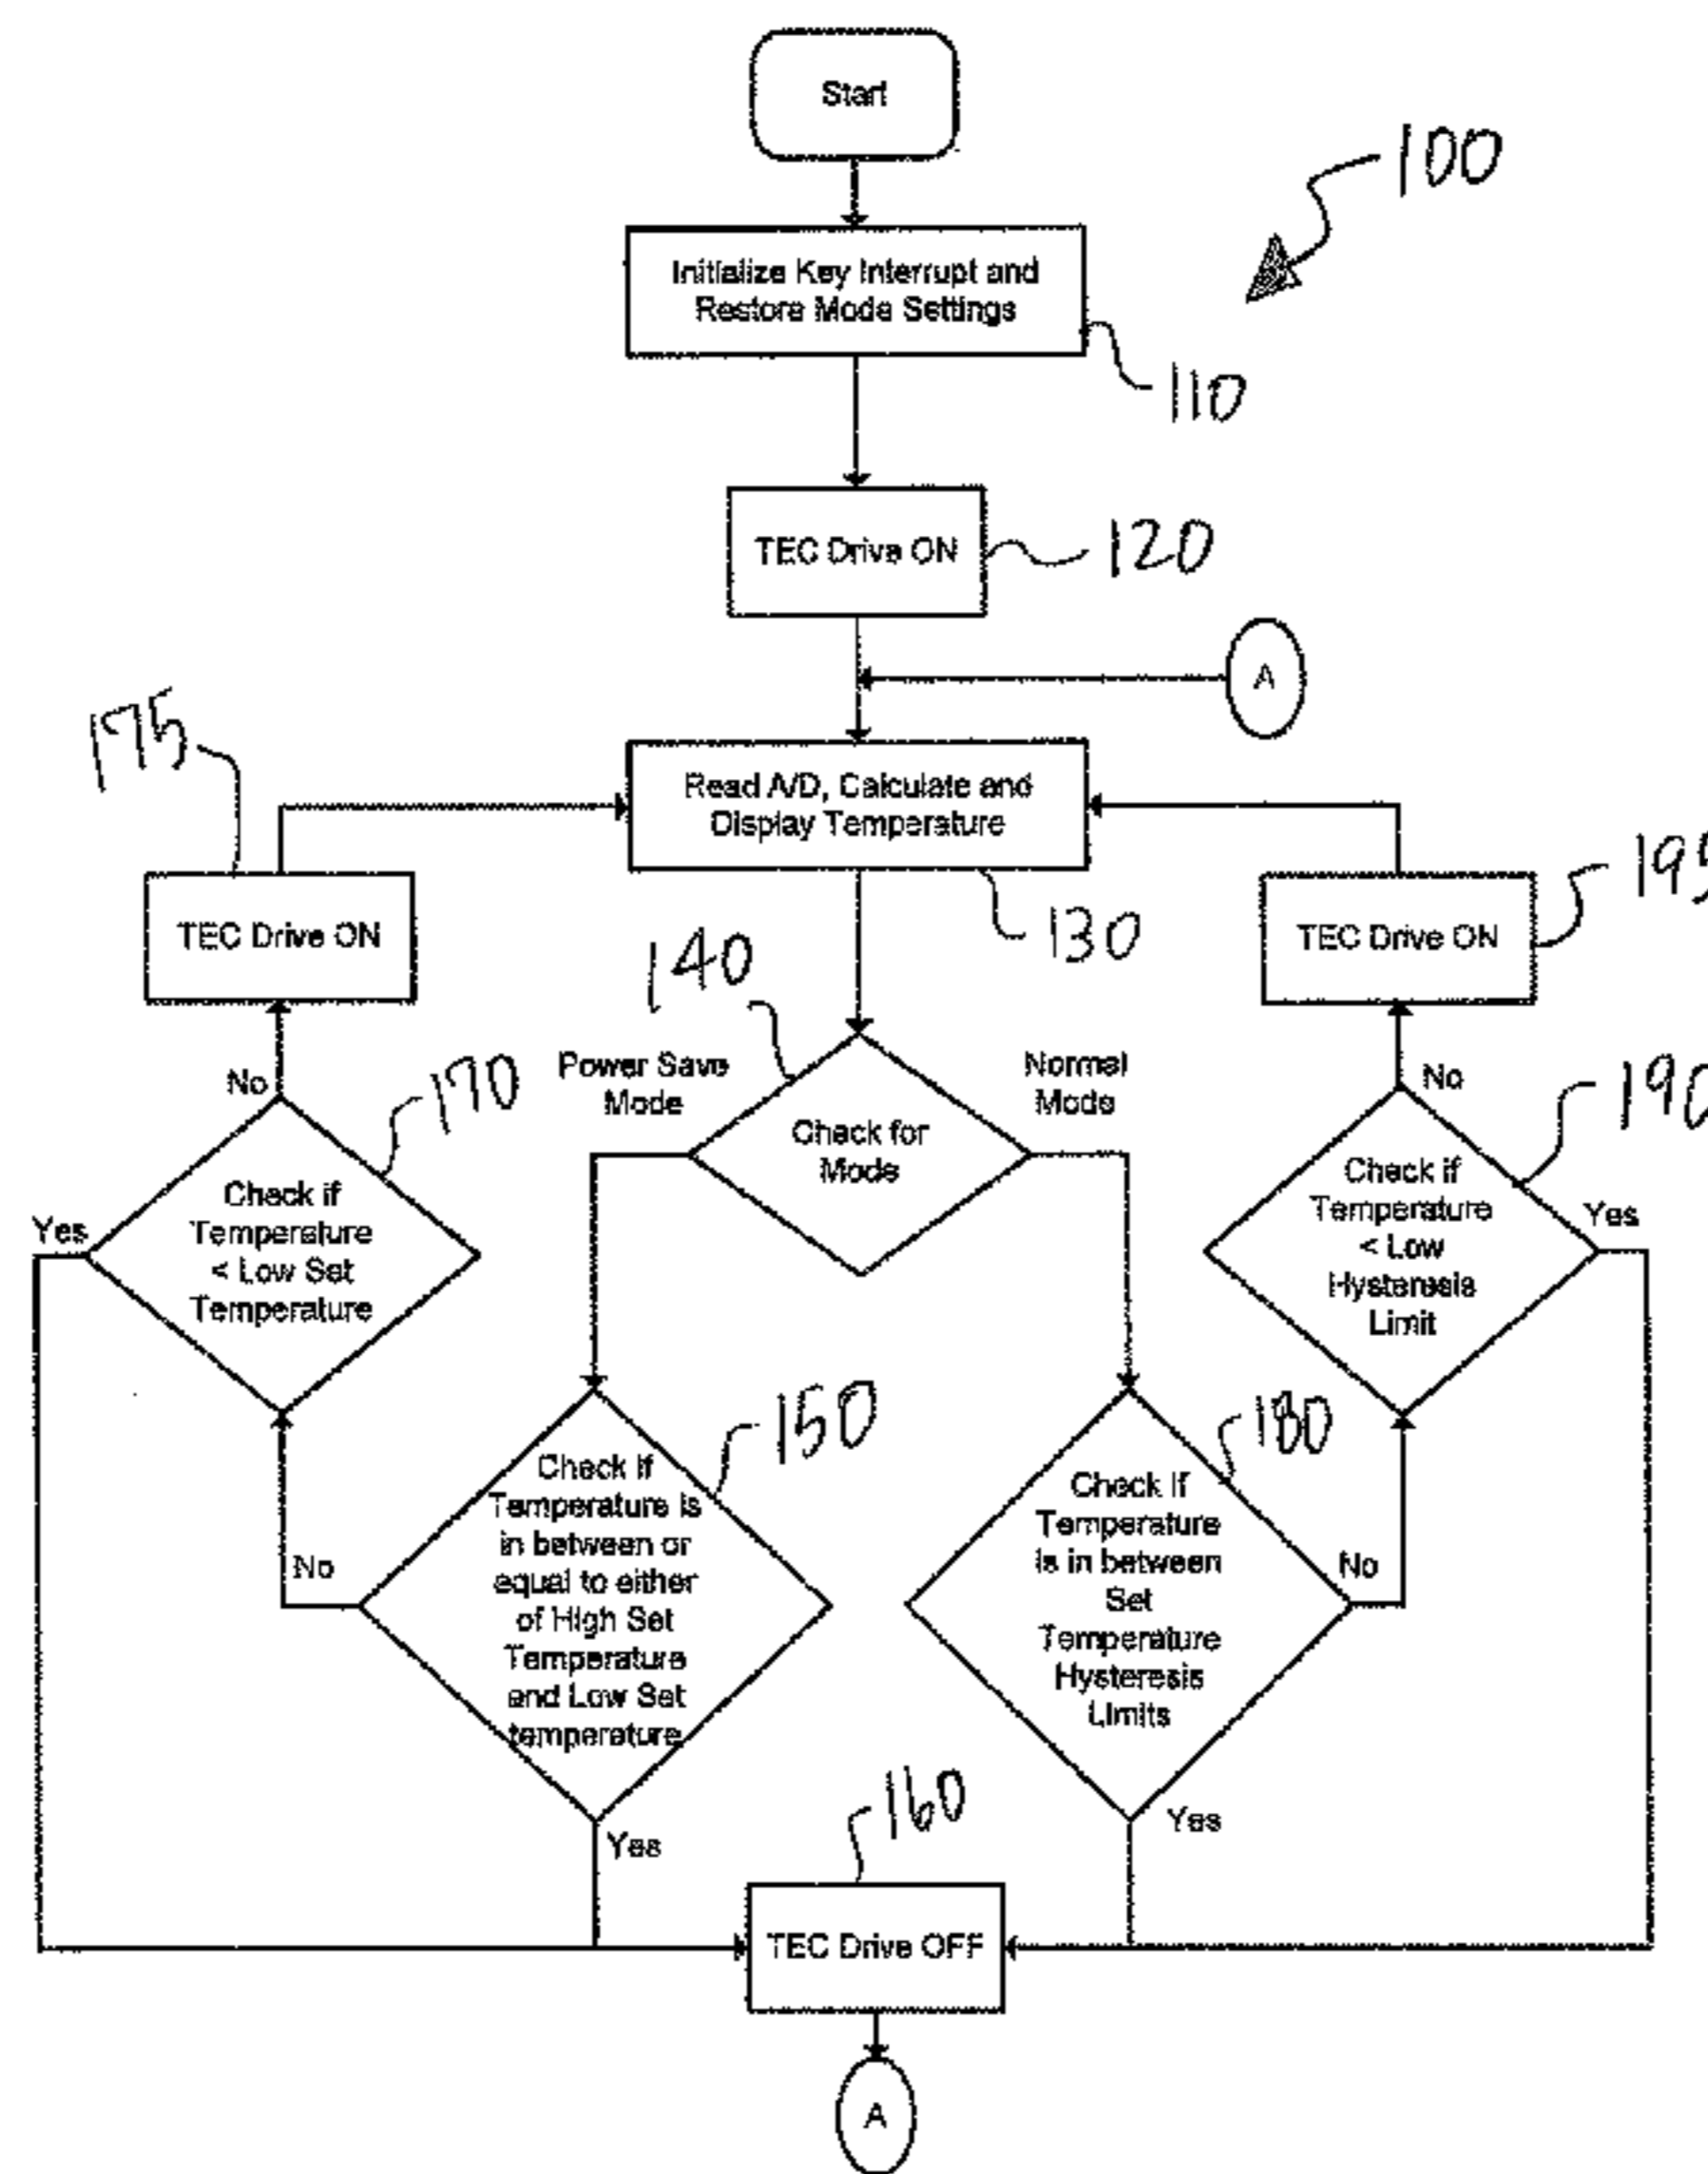 Start
100
Initialize Key Interrupt and
Restore Mode Settings
110
TEC Drive ON
120
A
175
Read A/D, Calculate and
Display Temperature
130
195
TEC Drive ON
TEC Drive ON
140
Power Save
Mode
Normal
Mode
Check for
Mode
No
170
Check if
Temperature
< Low Set
Temperature
Yes
No
190
Check if
Temperature
< Low
Hysteresis
Limit
Yes
150
Check if
Temperature is
in between or
equal to either
of High Set
Temperature
and Low Set
temperature
No
Yes
180
Check if
Temperature
is in between
Set
Temperature
Hysteresis
Limits
No
Yes
160
TEC Drive OFF
A